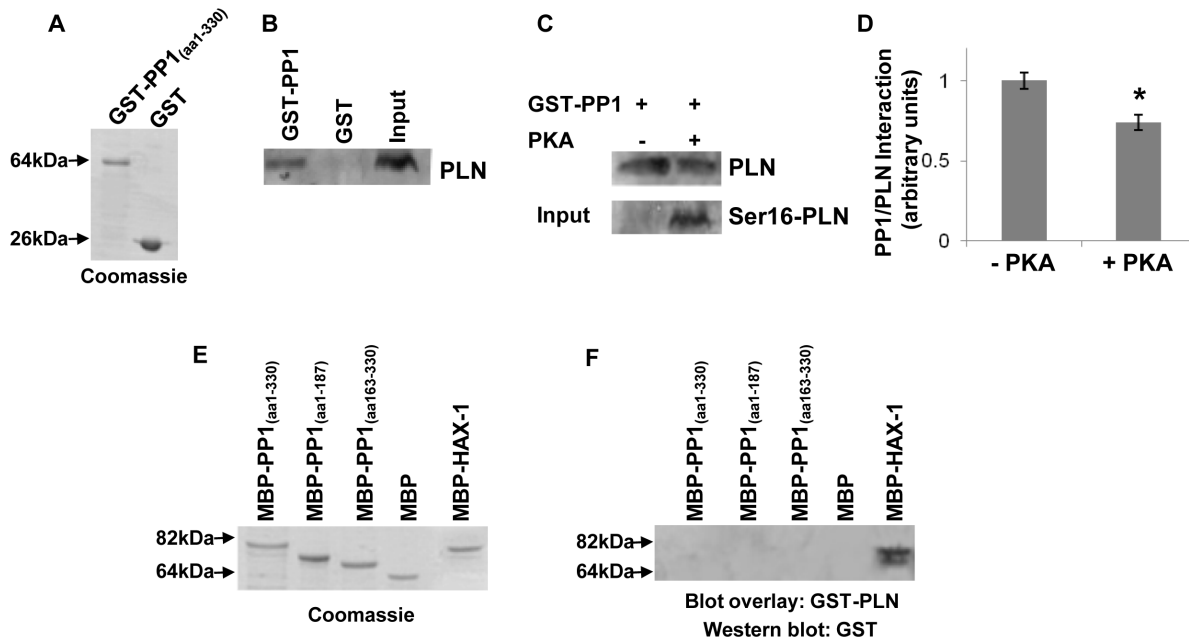 A
GST-PP1(aa1-330)
GST
64kDa
26kDa
Coomassie
B
GST-PP1
GST
Input
PLN
C
GST-PP1 + +
PKA - +
PLN
Input
Ser16-PLN
D
PP1/PLN Interaction
(arbitrary units)
1
0.5
0
*
- PKA
+ PKA
E
MBP-PP1(aa1-330)
MBP-PP1(aa1-187)
MBP-PP1(aa163-330)
MBP
MBP-HAX-1
82kDa
64kDa
Coomassie
F
MBP-PP1(aa1-330)
MBP-PP1(aa1-187)
MBP-PP1(aa163-330)
MBP
MBP-HAX-1
82kDa
64kDa
Blot overlay: GST-PLN
Western blot: GST